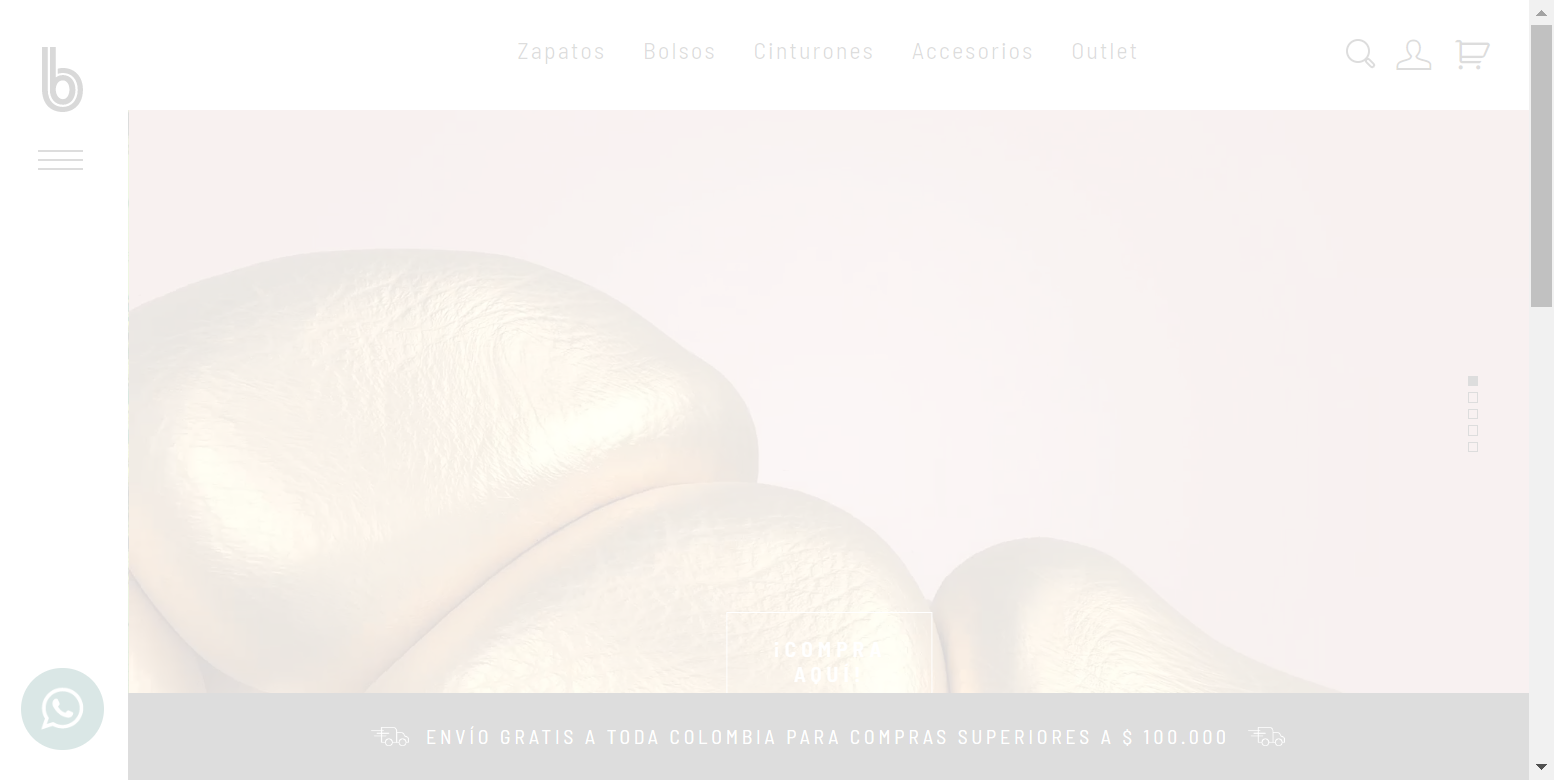 b
Zapatos Bolsos Cinturones Accesorios Outlet
¡COMPRA
AQUÍ!
ENVÍO GRATIS A TODA COLOMBIA PARA COMPRAS SUPERIORES A $ 100.000